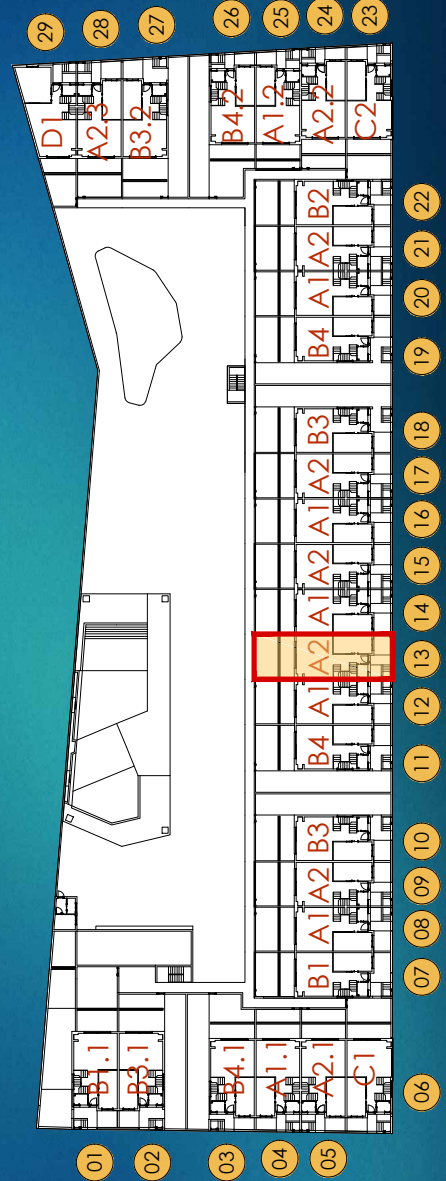 29
28
27
26
25
24
23
D1
A2.3
B3.2
B4.2
A1.2
A2.2
C2
01
02
03
04
05
06
B1.1
B3.1
B4.1
A1.1
A2.1
C1
B1 A1 A2 B3 B4 A1 A2 A1 A2 A1 A2 B3 B4 A1 A2 B2
07 08 09 10 11 12 13 14 15 16 17 18 19 20 21 22